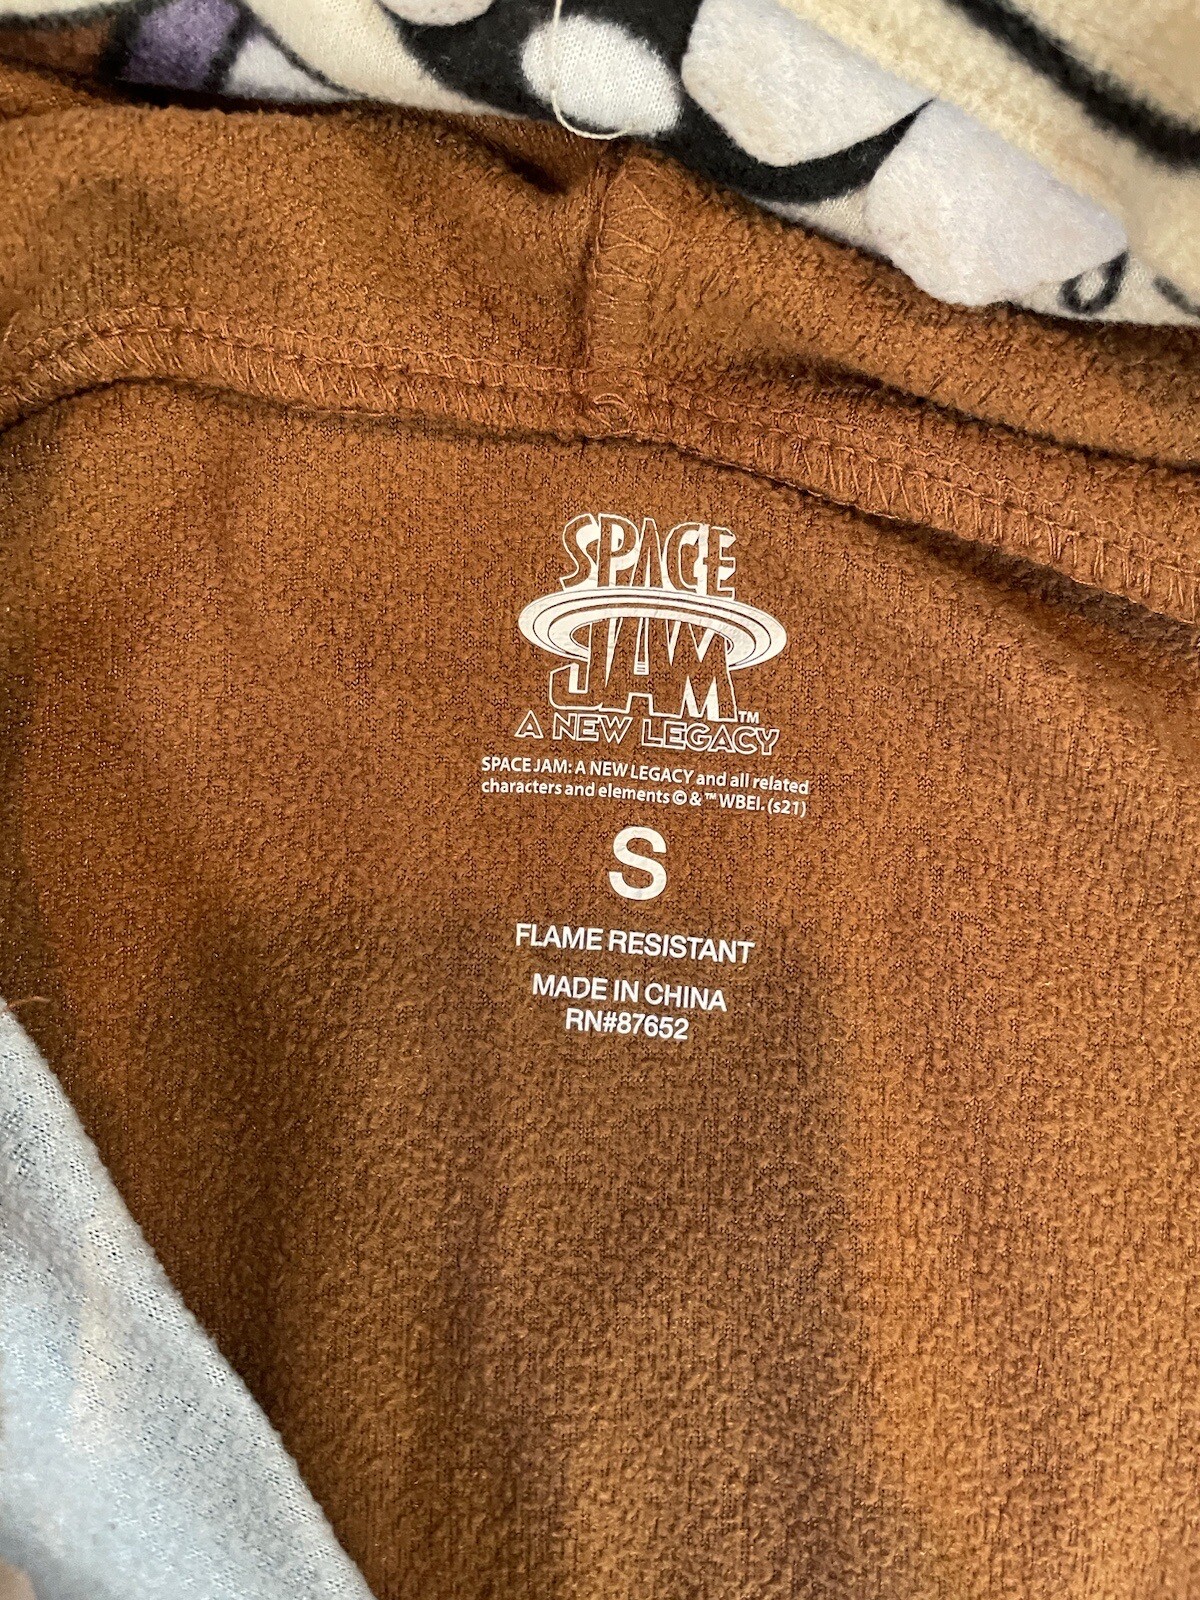 SPACE
JAM™
A NEW LEGACY
SPACE JAM: A NEW LEGACY and all related
characters and elements © & ™ WBEI. (s21)
S
FLAME RESISTANT
MADE IN CHINA
RN#87652